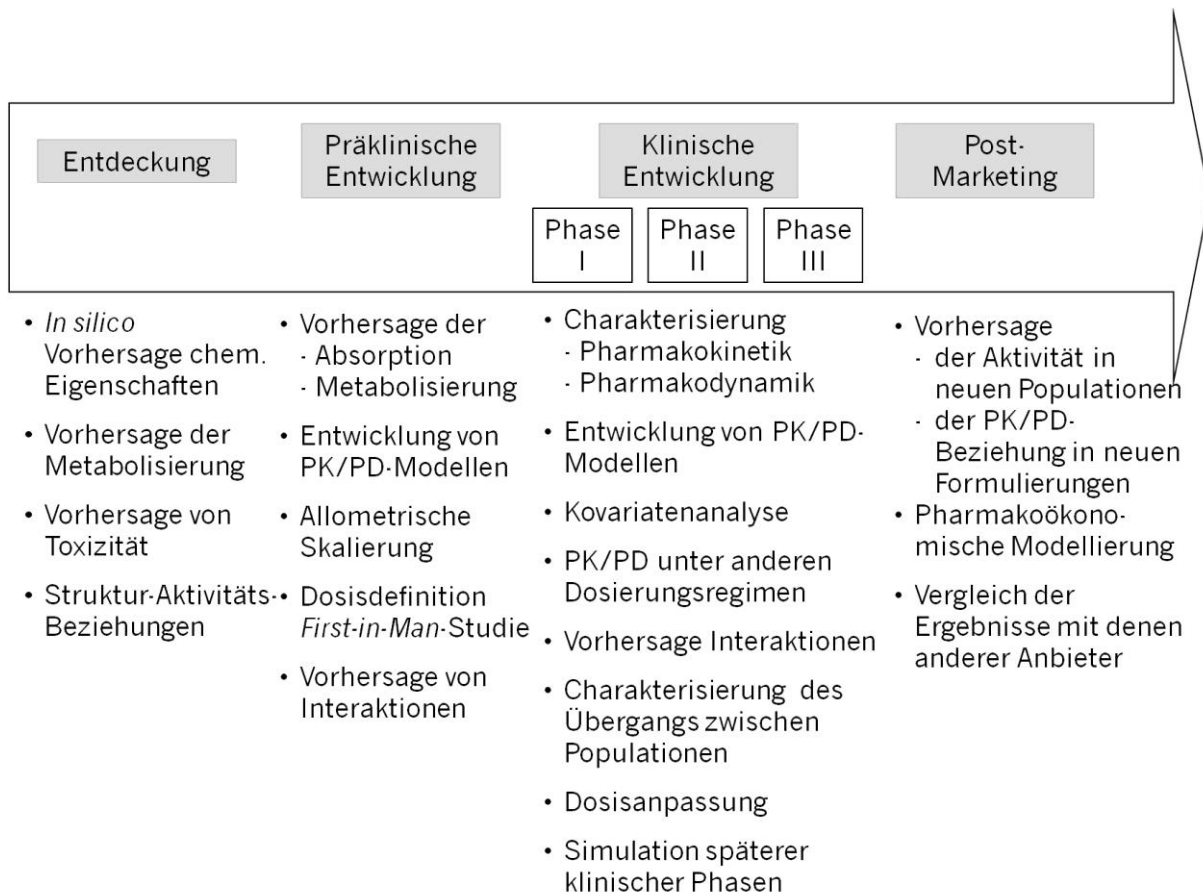 Entdeckung
Präklinische
Entwicklung
Klinische
Entwicklung
Post-
Marketing
Phase
I
Phase
II
Phase
III
• In silico
Vorhersage chem.
Eigenschaften
• Vorhersage der
Metabolisierung
• Vorhersage von
Toxizität
• Struktur-Aktivitäts-
Beziehungen
• Vorhersage der
- Absorption
- Metabolisierung
• Entwicklung von
PK/PD-Modellen
• Allometrische
Skalierung
• Dosisdefinition
First-in-Man-Studie
• Vorhersage von
Interaktionen
• Charakterisierung
- Pharmakokinetik
- Pharmakodynamik
• Entwicklung von PK/PD-
Modellen
• Kovariatenanalyse
• PK/PD unter anderen
Dosierungsregimen
• Vorhersage Interaktionen
• Charakterisierung des
Übergangs zwischen
Populationen
• Dosisanpassung
• Simulation späterer
klinischer Phasen
• Vorhersage
- der Aktivität in
neuen Populationen
- der PK/PD-
Beziehung in neuen
Formulierungen
• Pharmakoökono-
mische Modellierung
• Vergleich der
Ergebnisse mit denen
anderer Anbieter